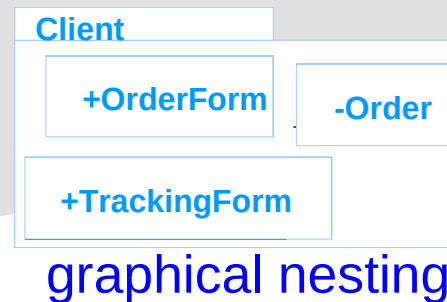 Client
+OrderForm
-Order
+TrackingForm
graphical nesting